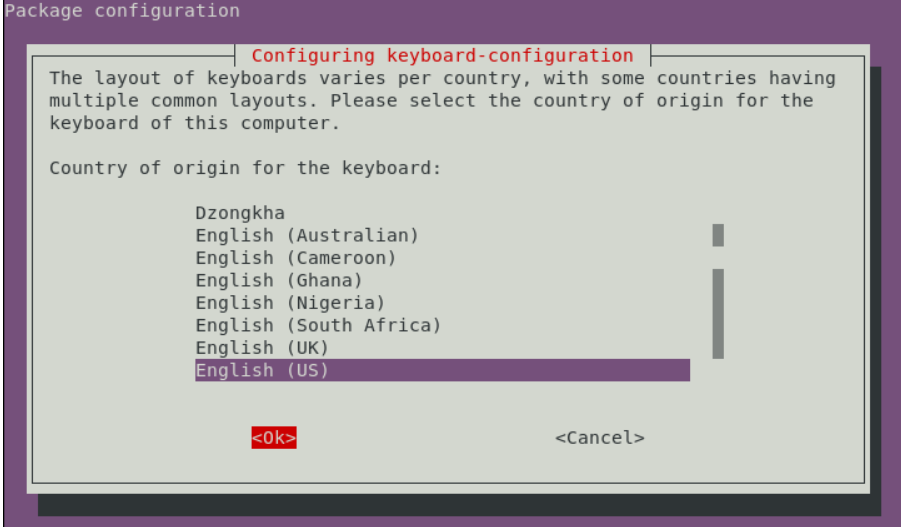 Package configuration
Configuring keyboard-configuration
The layout of keyboards varies per country, with some countries having
multiple common layouts. Please select the country of origin for the
keyboard of this computer.
Country of origin for the keyboard:
Dzongkha
English (Australian)
English (Cameroon)
English (Ghana)
English (Nigeria)
English (South Africa)
English (UK)
English (US)
<Ok> <Cancel>